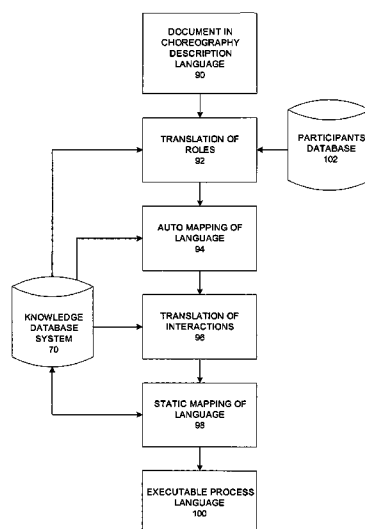 DOCUMENT IN
CHOREOGRAPHY
DESCRIPTION
LANGUAGE
90
TRANSLATION OF
ROLES
92
PARTICIPANTS
DATABASE
102
AUTO MAPPING OF
LANGUAGE
94
KNOWLEDGE
DATABASE
SYSTEM
70
TRANSLATION OF
INTERACTIONS
96
STATIC MAPPING OF
LANGUAGE
98
EXECUTABLE PROCESS
LANGUAGE
100